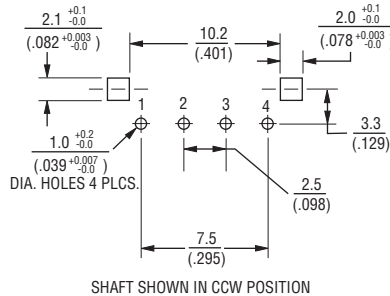 2.1 +0.1 -0.0
(.082 +0.003 -0.0)
10.2
(.401)
2.0 +0.1 -0.0
(.078 +0.003 -0.0)
1 2 3 4
1.0 +0.2 -0.0
(.039 +0.007 -0.0)
DIA. HOLES 4 PLCS.
3.3
(.129)
2.5
(.098)
7.5
(.295)
SHAFT SHOWN IN CCW POSITION